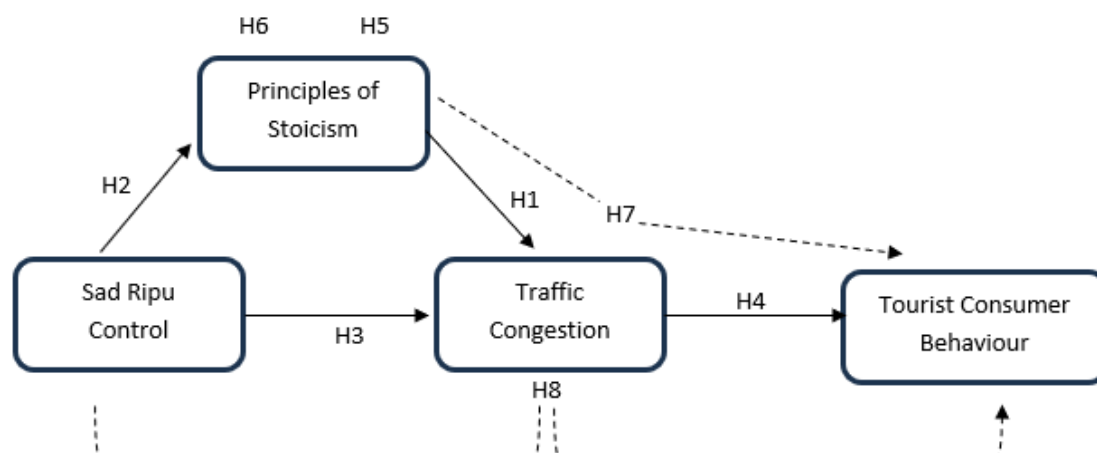 H6
H5
Principles of
Stoicism
H2
H1
H7
Sad Ripu
Control
H3
Traffic
Congestion
H4
Tourist Consumer
Behaviour
H8